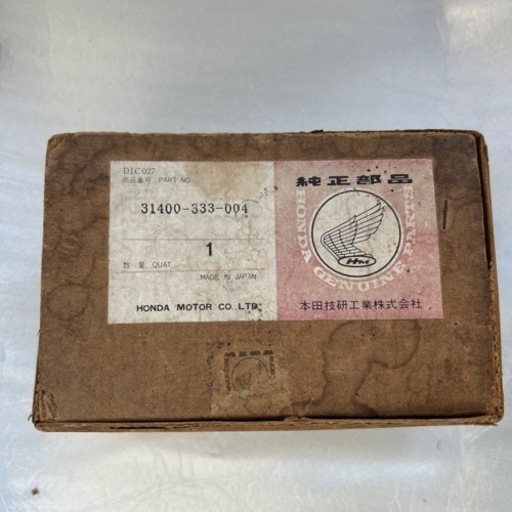 DIC027
部品番号 PART NO
31400-333-004
1
数量 QUAT.
MADE IN JAPAN
HONDA MOTOR CO.,LTD.
純正部品
HONDA GENUINE PARTS
HM
本田技研工業株式会社